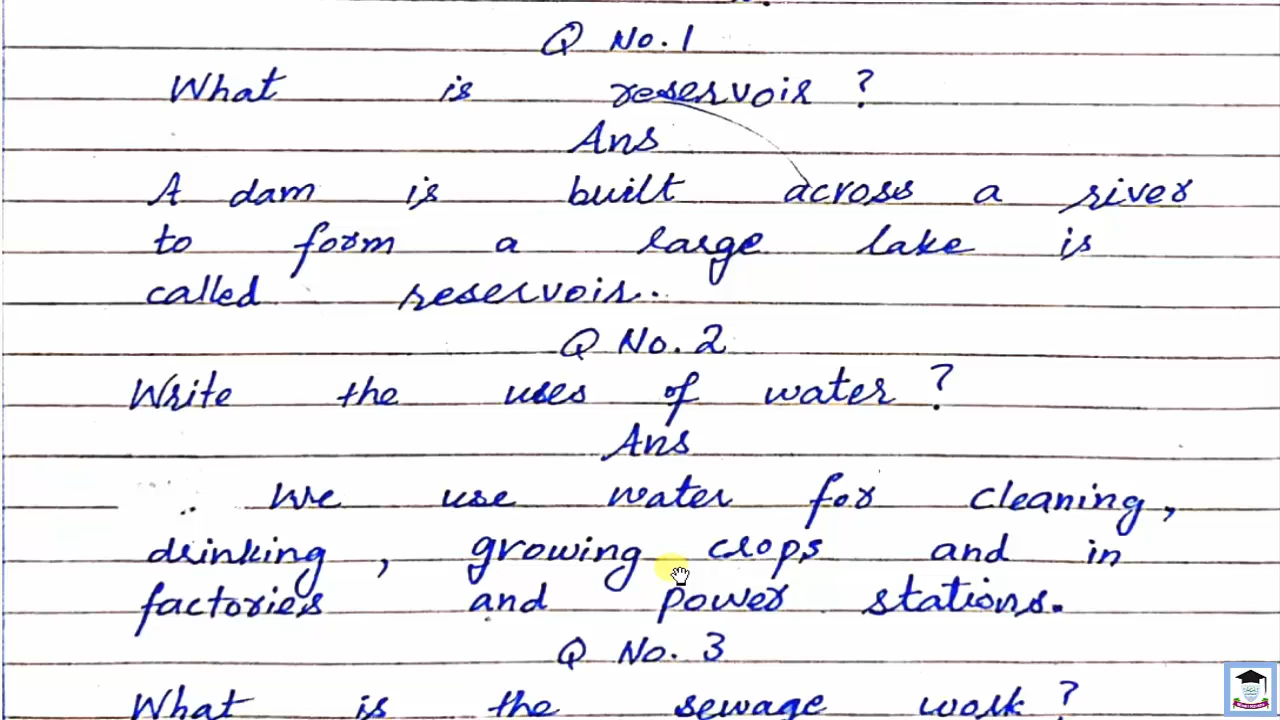 Q No.1
What is reservoir ?
Ans
A dam is built across a river
to form a large lake is
called reservoir..
Q No. 2
Write the uses of water ?
Ans
We use water for cleaning,
drinking, growing crops and in
factories and power stations.
Q No. 3
What is the sewage work ?